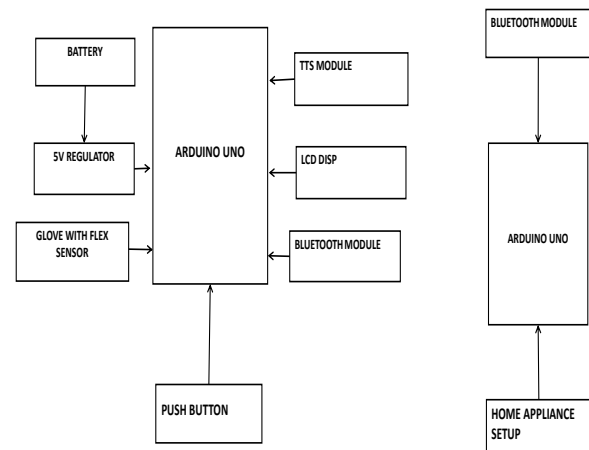 BATTERY
5V REGULATOR
GLOVE WITH FLEX
SENSOR
ARDUINO UNO
TTS MODULE
LCD DISP
BLUETOOTH MODULE
PUSH BUTTON
BLUETOOTH MODULE
ARDUINO UNO
HOME APPLIANCE
SETUP